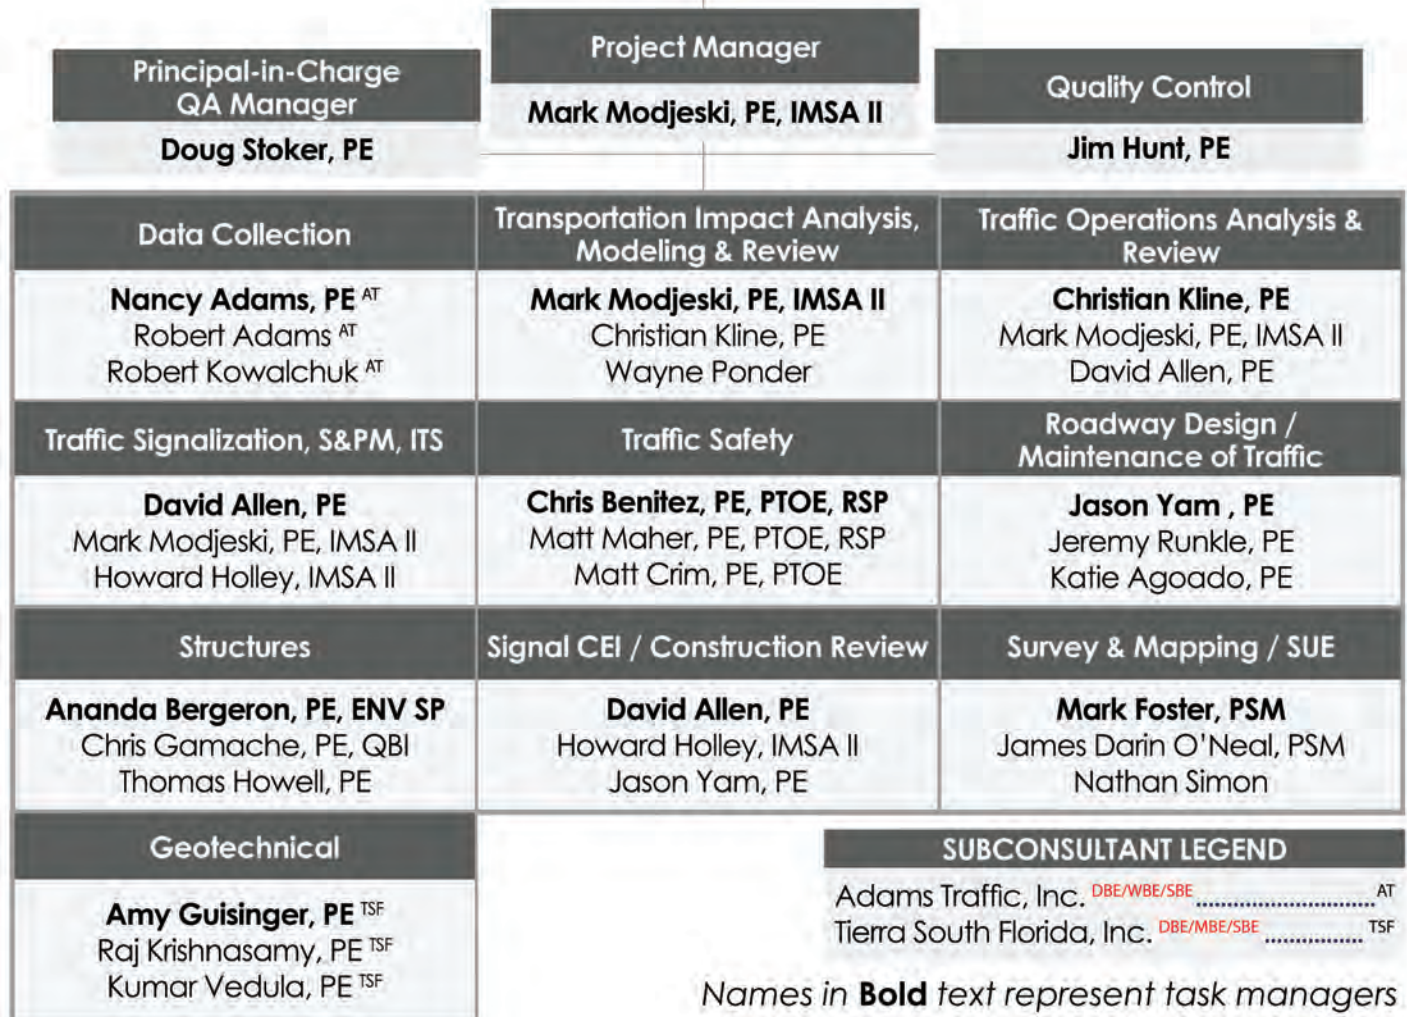 Project Manager
Mark Modjeski, PE, IMSA II
Principal-in-Charge
QA Manager
Doug Stoker, PE
Quality Control
Jim Hunt, PE
Data Collection
Nancy Adams, PE AT
Robert Adams AT
Robert Kowalchuk AT
Transportation Impact Analysis,
Modeling & Review
Mark Modjeski, PE, IMSA II
Christian Kline, PE
Wayne Ponder
Traffic Operations Analysis &
Review
Christian Kline, PE
Mark Modjeski, PE, IMSA II
David Allen, PE
Traffic Signalization, S&PM, ITS
David Allen, PE
Mark Modjeski, PE, IMSA II
Howard Holley, IMSA II
Traffic Safety
Chris Benitez, PE, PTOE, RSP
Matt Maher, PE, PTOE, RSP
Matt Crim, PE, PTOE
Roadway Design /
Maintenance of Traffic
Jason Yam , PE
Jeremy Runkle, PE
Katie Agoado, PE
Structures
Ananda Bergeron, PE, ENV SP
Chris Gamache, PE, QBI
Thomas Howell, PE
Signal CEI / Construction Review
David Allen, PE
Howard Holley, IMSA II
Jason Yam, PE
Survey & Mapping / SUE
Mark Foster, PSM
James Darin O'Neal, PSM
Nathan Simon
Geotechnical
Amy Guisinger, PE TSF
Raj Krishnasamy, PE TSF
Kumar Vedula, PE TSF
SUBCONSULTANT LEGEND
Adams Traffic, Inc. DBE/WBE/SBE ............................. AT
Tierra South Florida, Inc. DBE/MBE/SBE ................ TSF
Names in Bold text represent task managers